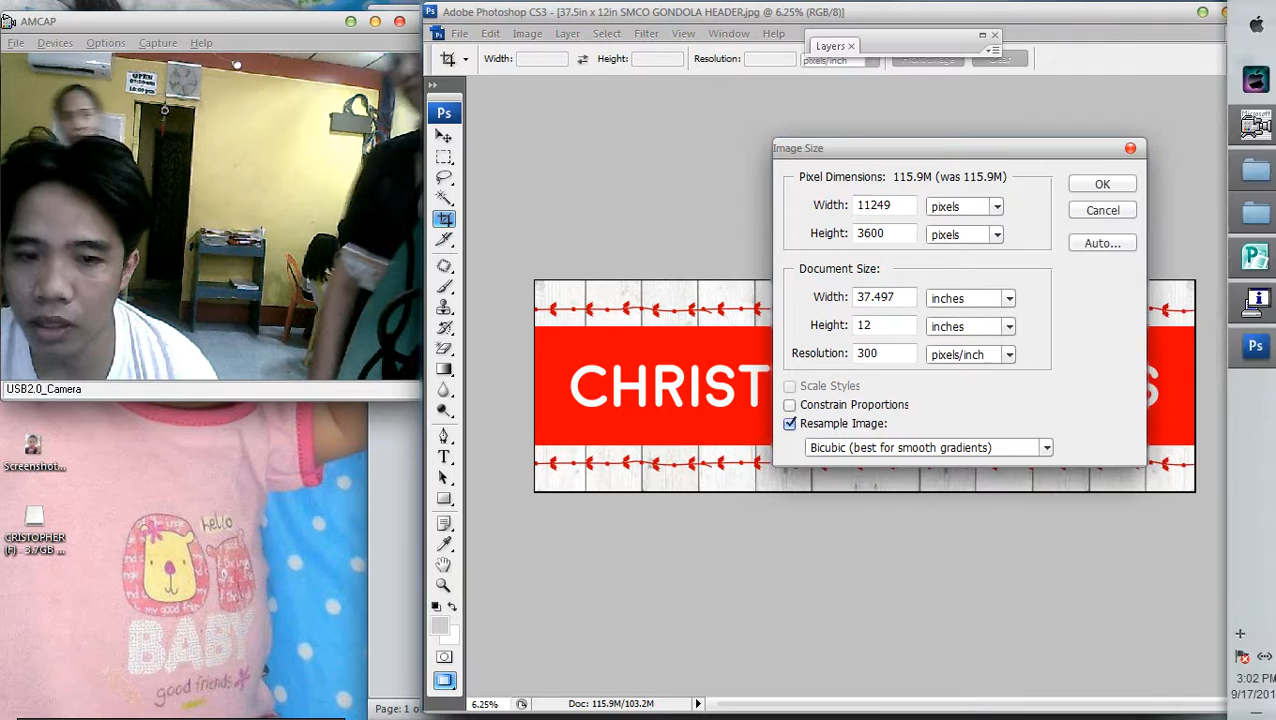 AMCAP
File Devices Options Capture Help
OPEN
USB2.0_Camera
Screenshot...
CRISTOPHER
(F) - 3.7GB ...
hello
BABY
good friends
Page: 1 o
Adobe Photoshop CS3 - [37.5in x 12in SMCO GONDOLA HEADER.jpg @ 6.25% (RGB/8)]
File Edit Image Layer Select Filter View Window Help
Width: Height: Resolution: pixels/inch
Layers
Ps
Image Size
Pixel Dimensions: 115.9M (was 115.9M)
Width: 11249 pixels
Height: 3600 pixels
Document Size:
Width: 37.497 inches
Height: 12 inches
Resolution: 300 pixels/inch
Scale Styles
Constrain Proportions
Resample Image:
Bicubic (best for smooth gradients)
OK
Cancel
Auto...
CHRIST S
6.25% Doc: 115.9M/103.2M
Microsoft
Ps
3:02 PM
9/17/201